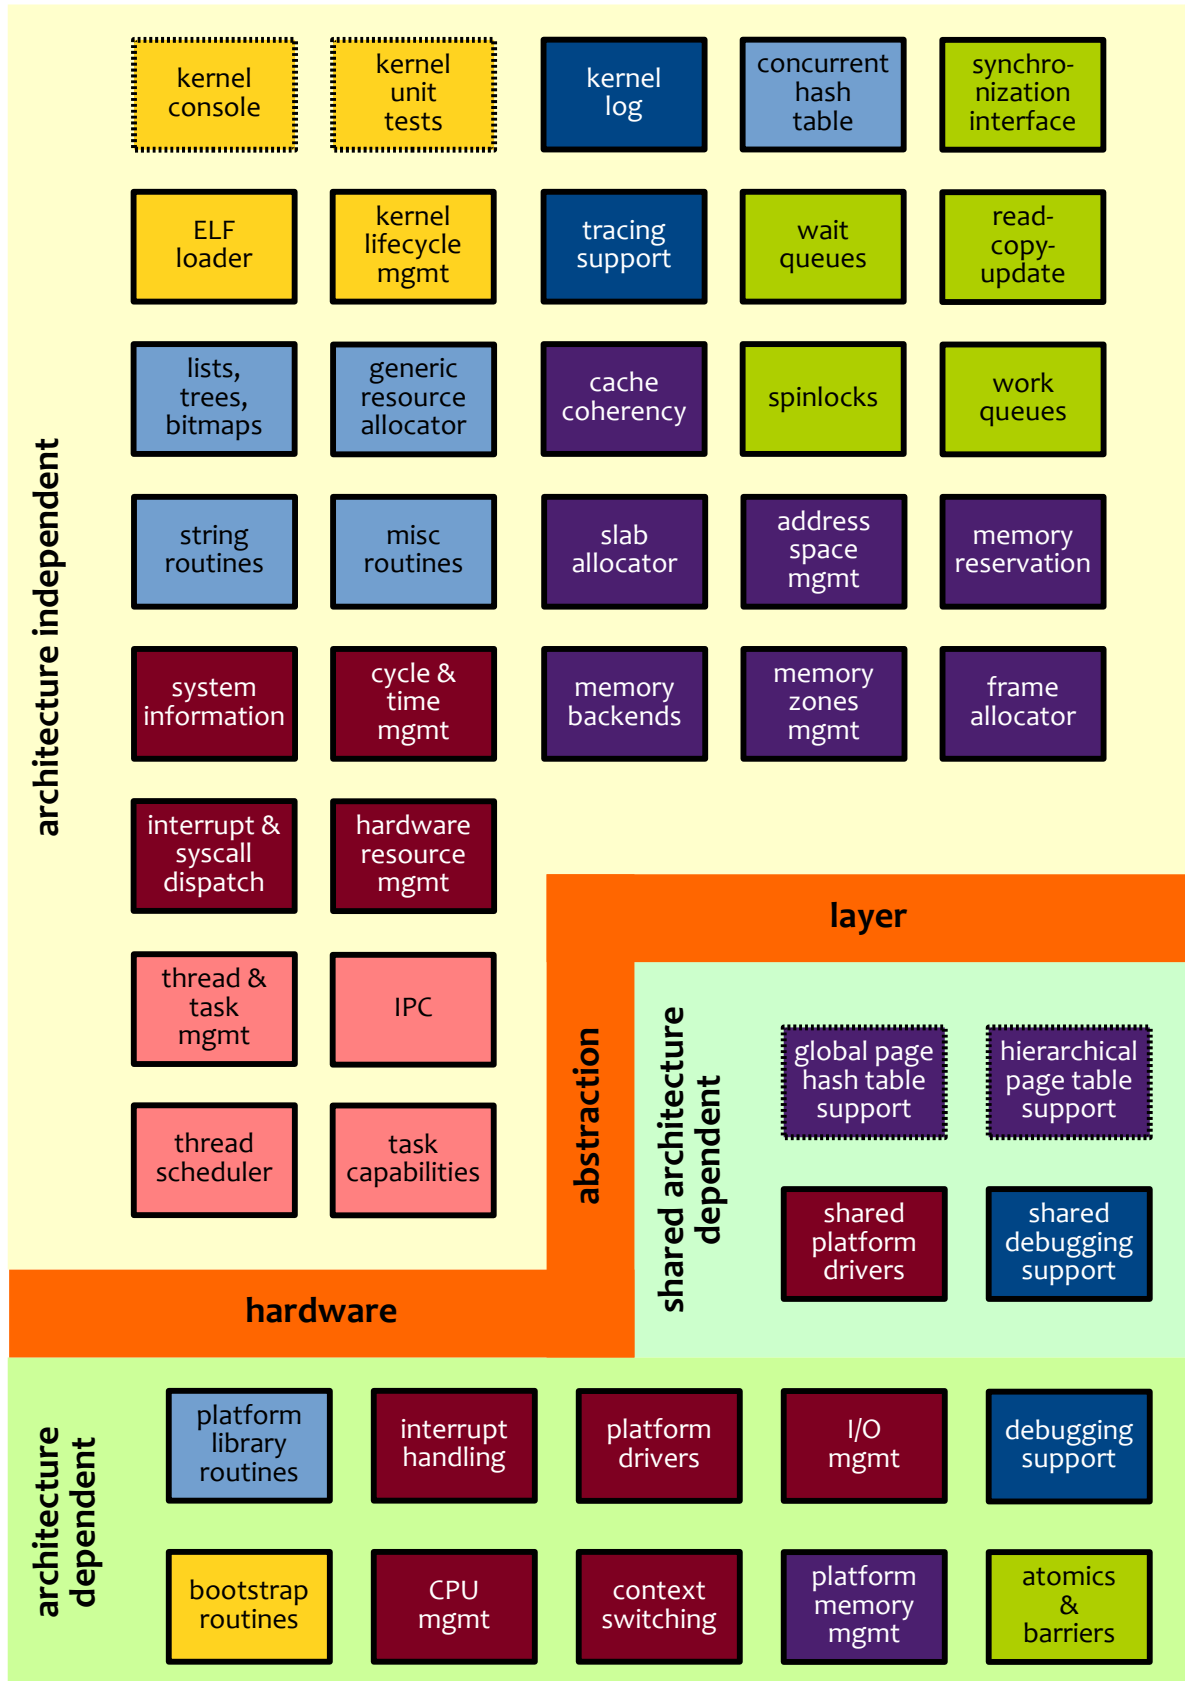 architecture independent
kernel
console
kernel
unit
tests
kernel
log
concurrent
hash
table
synchro-
nization
interface
ELF
loader
kernel
lifecycle
mgmt
tracing
support
wait
queues
read-
copy-
update
lists,
trees,
bitmaps
generic
resource
allocator
cache
coherency
spinlocks
work
queues
string
routines
misc
routines
slab
allocator
address
space
mgmt
memory
reservation
system
information
cycle &
time
mgmt
memory
backends
memory
zones
mgmt
frame
allocator
interrupt &
syscall
dispatch
hardware
resource
mgmt
thread &
task
mgmt
IPC
thread
scheduler
task
capabilities
hardware
abstraction
layer
shared architecture
dependent
global page
hash table
support
hierarchical
page table
support
shared
platform
drivers
shared
debugging
support
architecture
dependent
platform
library
routines
interrupt
handling
platform
drivers
I/O
mgmt
debugging
support
bootstrap
routines
CPU
mgmt
context
switching
platform
memory
mgmt
atomics
&
barriers